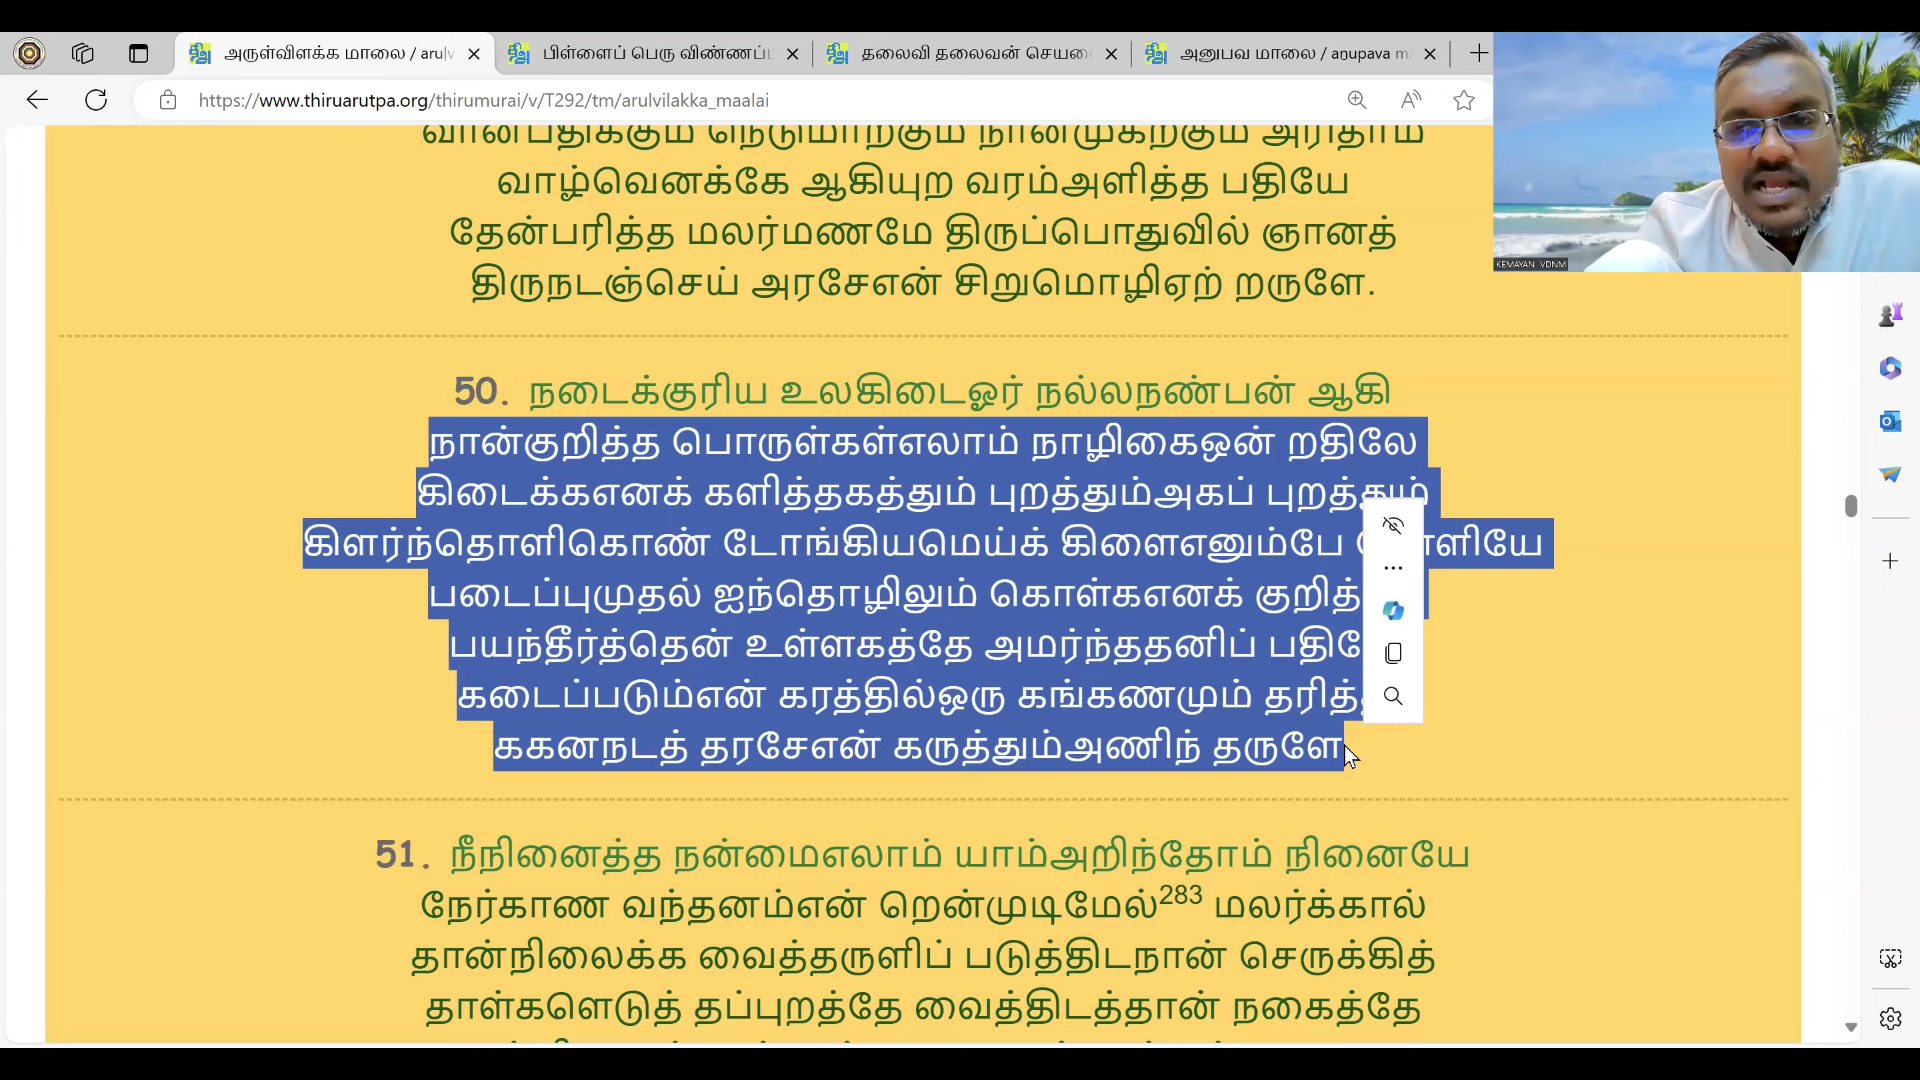 அருள்விளக்க மாலை / arulv
பிள்ளைப் பெரு விண்ணப்ப
தலைவி தலைவன் செயலை
அனுபவ மாலை / aṉupava m
https://www.thiruarutpa.org/thirumurai/v/T292/tm/arulvilakka_maalai
வான்பதிக்கும் நெடுமாற்கும் நான்முகற்கும் அரிதாம்
வாழ்வெனக்கே ஆகியுற வரம்அளித்த பதியே
தேன்பரித்த மலர்மணமே திருப்பொதுவில் ஞானத்
திருநடஞ்செய் அரசேஎன் சிறுமொழிஏற் றருளே.
50. நடைக்குரிய உலகிடைஓர் நல்லநண்பன் ஆகி
நான்குறித்த பொருள்கள்எலாம் நாழிகைஒன் றதிலே
கிடைக்கஎனக் களித்தகத்தும் புறத்தும்அகப் புறத்தும்
கிளர்ந்தொளிகொண் டோங்கியமெய்க் கிளைஎனும்பே ளியே
படைப்புமுதல் ஐந்தொழிலும் கொள்கஎனக் குறித்
பயந்தீர்த்தென் உள்ளகத்தே அமர்ந்ததனிப் பதி
கடைப்படும்என் கரத்தில்ஒரு கங்கணமும் தரித்
ககனநடத் தரசேஎன் கருத்தும்அணிந் தருளே
51. நீநினைத்த நன்மைஎலாம் யாம்அறிந்தோம் நினையே
நேர்காண வந்தனம்என் றென்முடிமேல்283 மலர்க்கால்
தான்நிலைக்க வைத்தருளிப் படுத்திடநான் செருக்கித்
தாள்களெடுத் தப்புறத்தே வைத்திடத்தான் நகைத்தே
KEMAYAN VDNM